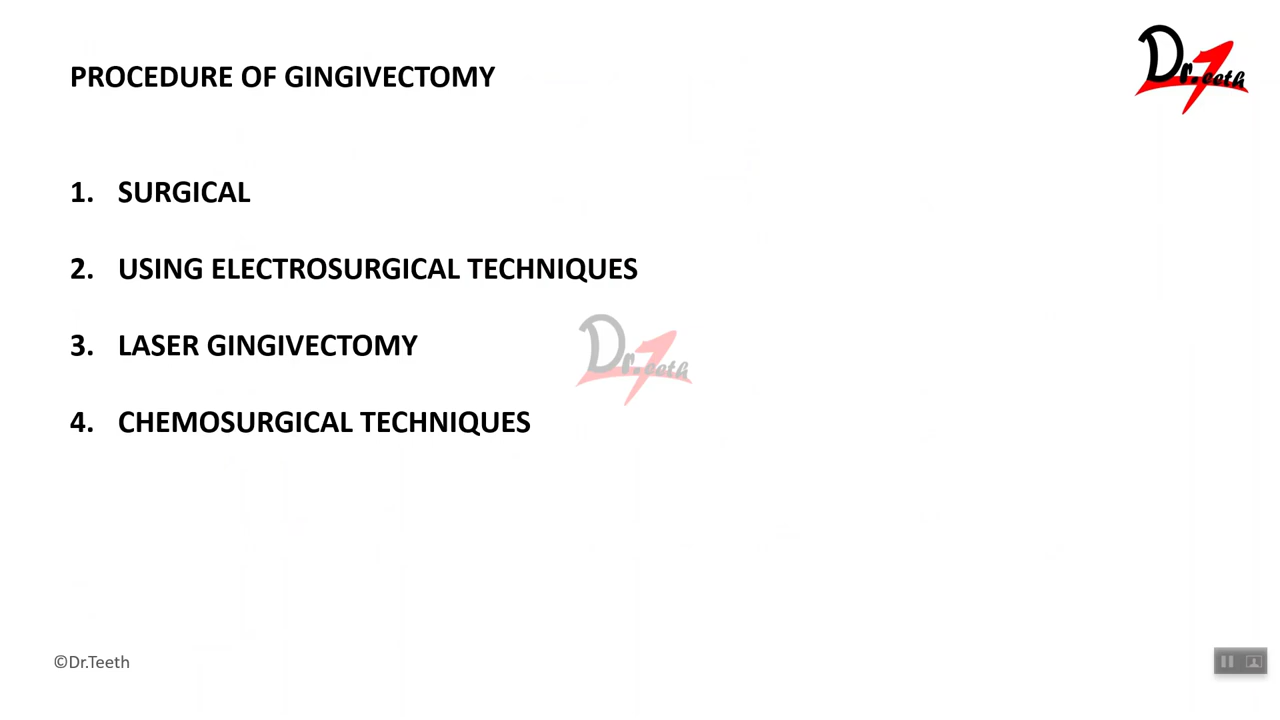 PROCEDURE OF GINGIVECTOMY
Dr.Teeth
1. SURGICAL
2. USING ELECTROSURGICAL TECHNIQUES
3. LASER GINGIVECTOMY
Dr.Teeth
4. CHEMOSURGICAL TECHNIQUES
©Dr.Teeth